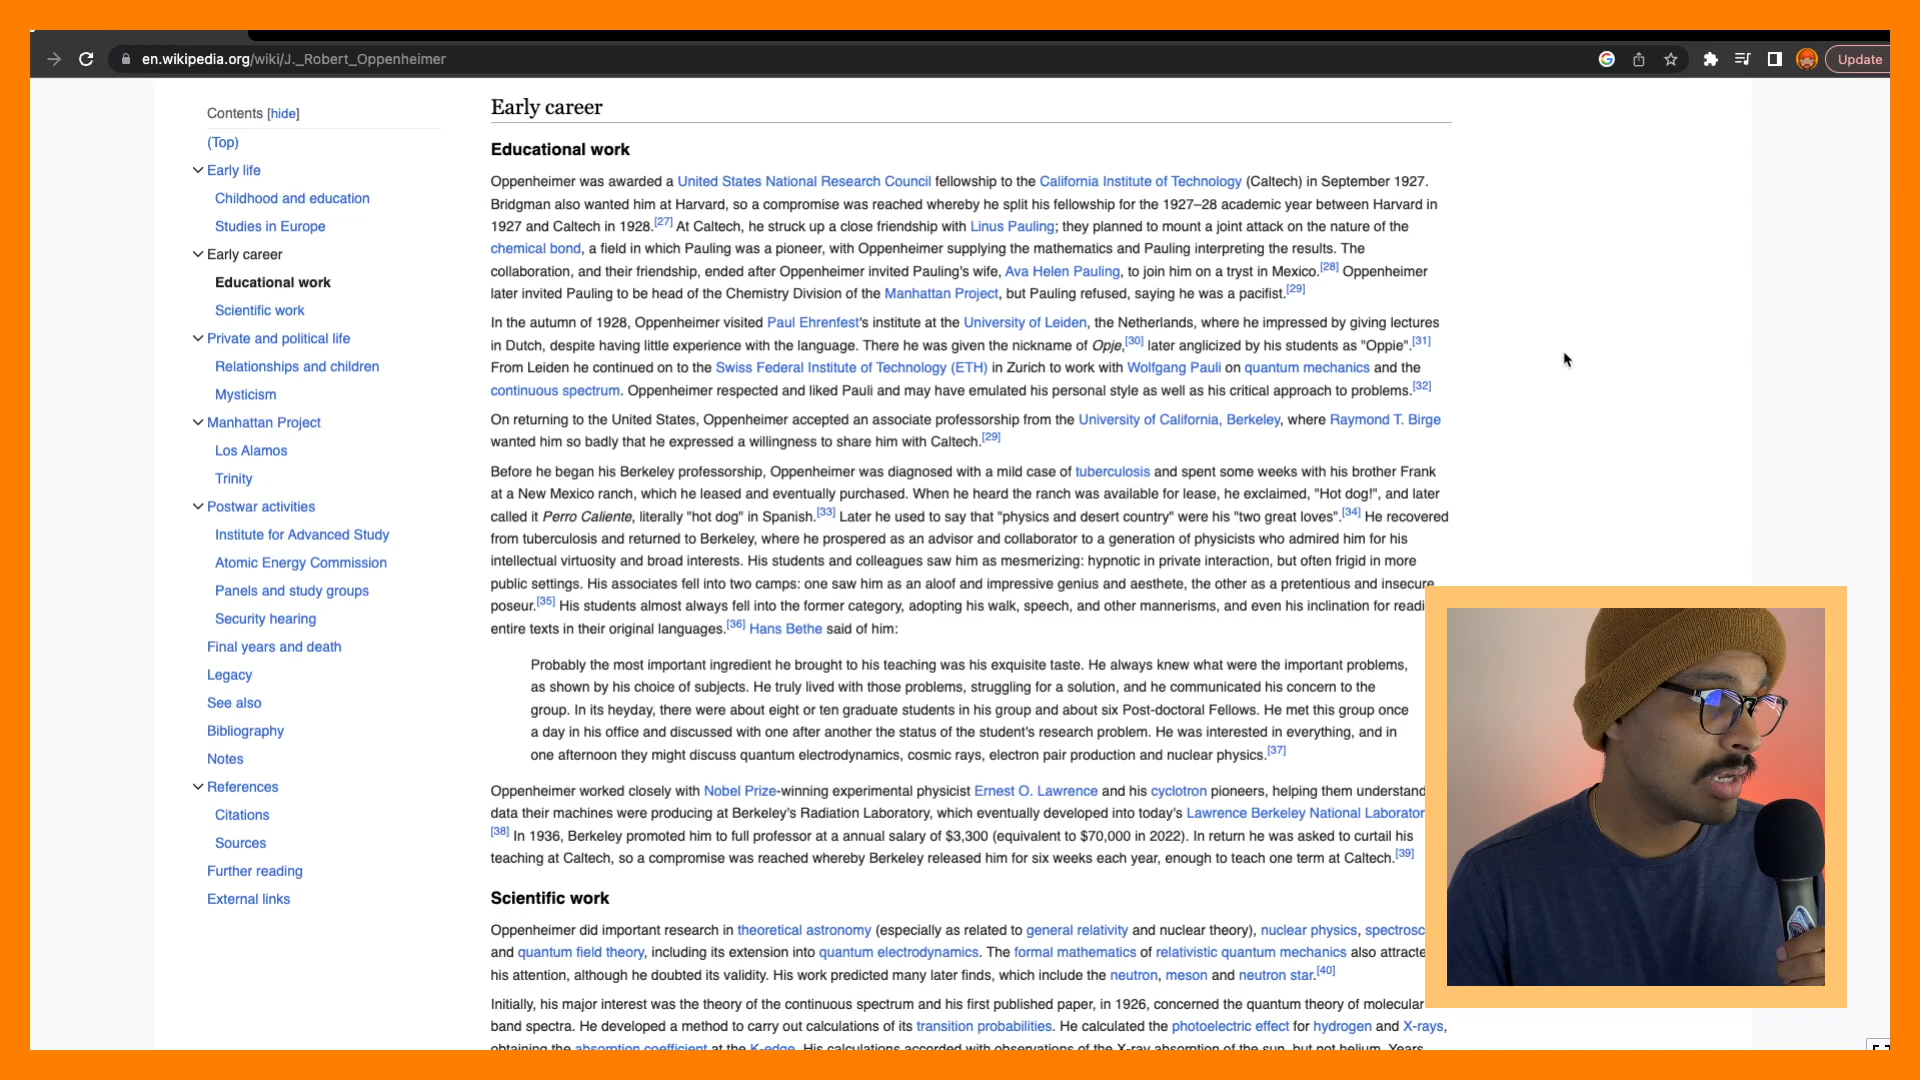 en.wikipedia.org/wiki/J._Robert_Oppenheimer
Update
Contents [hide]
(Top)
Early life
Childhood and education
Studies in Europe
Early career
Educational work
Scientific work
Private and political life
Relationships and children
Mysticism
Manhattan Project
Los Alamos
Trinity
Postwar activities
Institute for Advanced Study
Atomic Energy Commission
Panels and study groups
Security hearing
Final years and death
Legacy
See also
Bibliography
Notes
References
Citations
Sources
Further reading
External links
Early career
Educational work
Oppenheimer was awarded a United States National Research Council fellowship to the California Institute of Technology (Caltech) in September 1927.
Bridgman also wanted him at Harvard, so a compromise was reached whereby he split his fellowship for the 1927–28 academic year between Harvard in
1927 and Caltech in 1928.[27] At Caltech, he struck up a close friendship with Linus Pauling; they planned to mount a joint attack on the nature of the
chemical bond, a field in which Pauling was a pioneer, with Oppenheimer supplying the mathematics and Pauling interpreting the results. The
collaboration, and their friendship, ended after Oppenheimer invited Pauling's wife, Ava Helen Pauling, to join him on a tryst in Mexico.[28] Oppenheimer
later invited Pauling to be head of the Chemistry Division of the Manhattan Project, but Pauling refused, saying he was a pacifist.[29]
In the autumn of 1928, Oppenheimer visited Paul Ehrenfest's institute at the University of Leiden, the Netherlands, where he impressed by giving lectures
in Dutch, despite having little experience with the language. There he was given the nickname of Opje,[30] later anglicized by his students as "Oppie".[31]
From Leiden he continued on to the Swiss Federal Institute of Technology (ETH) in Zurich to work with Wolfgang Pauli on quantum mechanics and the
continuous spectrum. Oppenheimer respected and liked Pauli and may have emulated his personal style as well as his critical approach to problems.[32]
On returning to the United States, Oppenheimer accepted an associate professorship from the University of California, Berkeley, where Raymond T. Birge
wanted him so badly that he expressed a willingness to share him with Caltech.[29]
Before he began his Berkeley professorship, Oppenheimer was diagnosed with a mild case of tuberculosis and spent some weeks with his brother Frank
at a New Mexico ranch, which he leased and eventually purchased. When he heard the ranch was available for lease, he exclaimed, "Hot dog!", and later
called it Perro Caliente, literally "hot dog" in Spanish.[33] Later he used to say that "physics and desert country" were his "two great loves".[34] He recovered
from tuberculosis and returned to Berkeley, where he prospered as an advisor and collaborator to a generation of physicists who admired him for his
intellectual virtuosity and broad interests. His students and colleagues saw him as mesmerizing: hypnotic in private interaction, but often frigid in more
public settings. His associates fell into two camps: one saw him as an aloof and impressive genius and aesthete, the other as a pretentious and insecure
poseur.[35] His students almost always fell into the former category, adopting his walk, speech, and other mannerisms, and even his inclination for readi
entire texts in their original languages.[36] Hans Bethe said of him:
Probably the most important ingredient he brought to his teaching was his exquisite taste. He always knew what were the important problems,
as shown by his choice of subjects. He truly lived with those problems, struggling for a solution, and he communicated his concern to the
group. In its heyday, there were about eight or ten graduate students in his group and about six Post-doctoral Fellows. He met this group once
a day in his office and discussed with one after another the status of the student's research problem. He was interested in everything, and in
one afternoon they might discuss quantum electrodynamics, cosmic rays, electron pair production and nuclear physics.[37]
Oppenheimer worked closely with Nobel Prize-winning experimental physicist Ernest O. Lawrence and his cyclotron pioneers, helping them understand
data their machines were producing at Berkeley's Radiation Laboratory, which eventually developed into today's Lawrence Berkeley National Laborator
[38] In 1936, Berkeley promoted him to full professor at a annual salary of $3,300 (equivalent to $70,000 in 2022). In return he was asked to curtail his
teaching at Caltech, so a compromise was reached whereby Berkeley released him for six weeks each year, enough to teach one term at Caltech.[39]
Scientific work
Oppenheimer did important research in theoretical astronomy (especially as related to general relativity and nuclear theory), nuclear physics, spectrosc
and quantum field theory, including its extension into quantum electrodynamics. The formal mathematics of relativistic quantum mechanics also attracte
his attention, although he doubted its validity. His work predicted many later finds, which include the neutron, meson and neutron star.[40]
Initially, his major interest was the theory of the continuous spectrum and his first published paper, in 1926, concerned the quantum theory of molecular
band spectra. He developed a method to carry out calculations of its transition probabilities. He calculated the photoelectric effect for hydrogen and X-rays,
obtaining the absorption coefficient at the K-edge. His calculations accorded with observations of the X-ray absorption of the sun, but not helium. Years